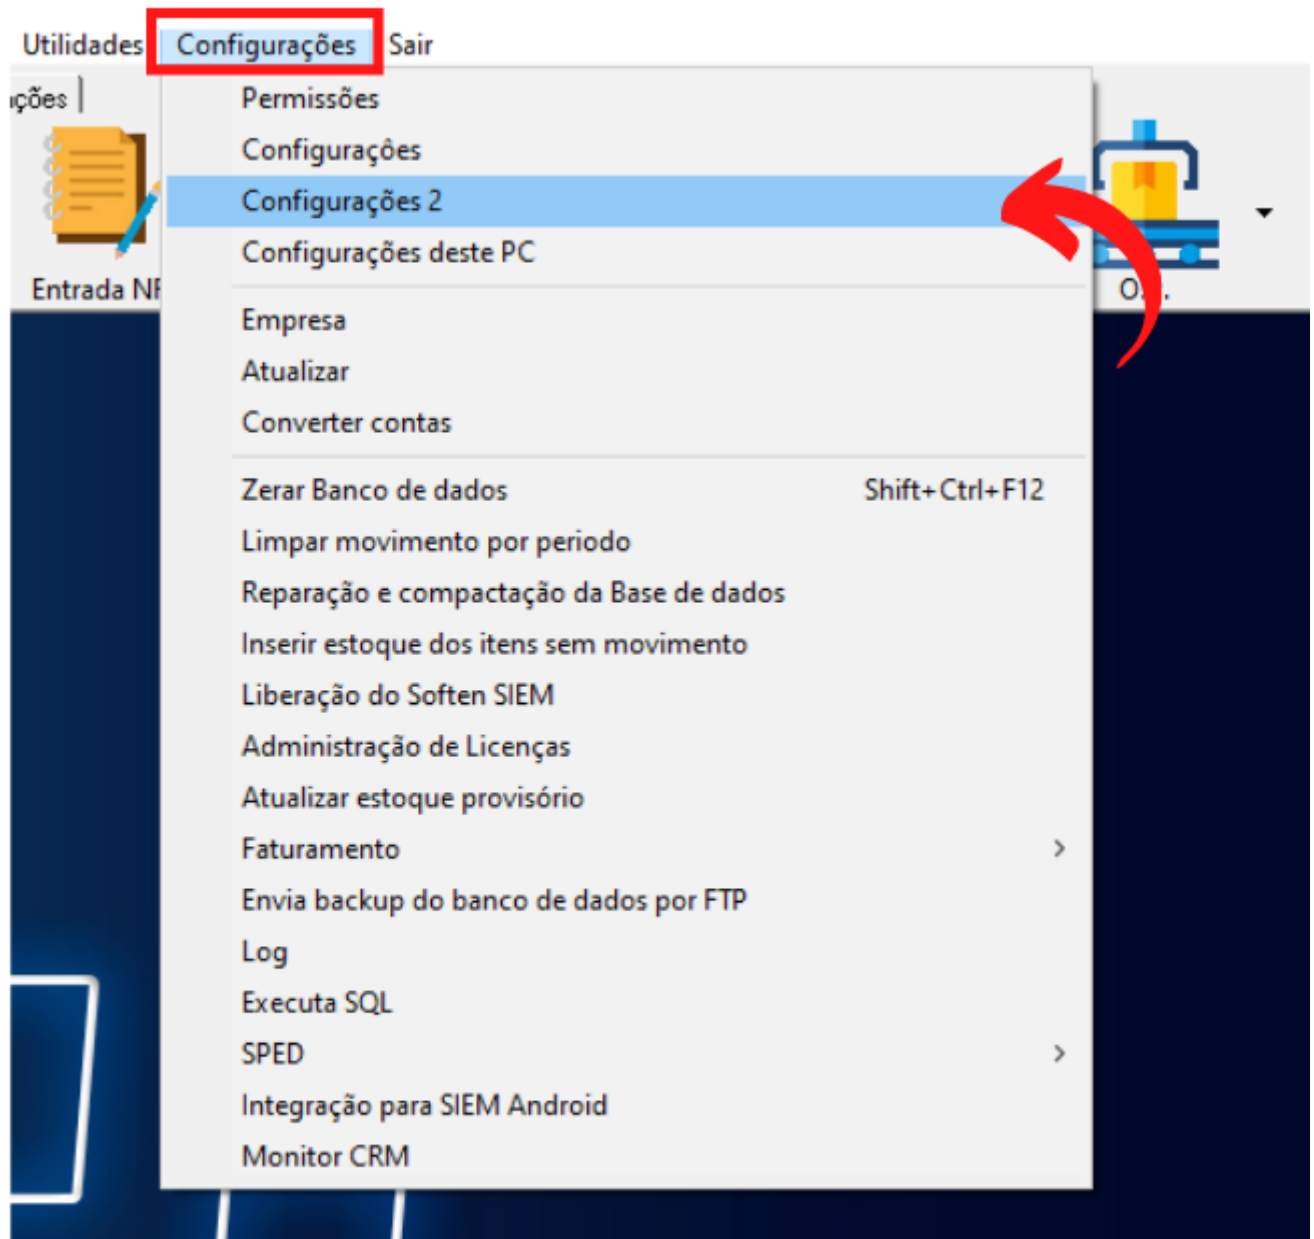 Utilidades Configurações Sair
ções
Permissões
Configuraçôes
Configurações 2
Configurações deste PC
Entrada NF
O.
Empresa
Atualizar
Converter contas
Zerar Banco de dados Shift+Ctrl+F12
Limpar movimento por periodo
Reparação e compactação da Base de dados
Inserir estoque dos itens sem movimento
Liberação do Soften SIEM
Administração de Licenças
Atualizar estoque provisório
Faturamento
Envia backup do banco de dados por FTP
Log
Executa SQL
SPED
Integração para SIEM Android
Monitor CRM